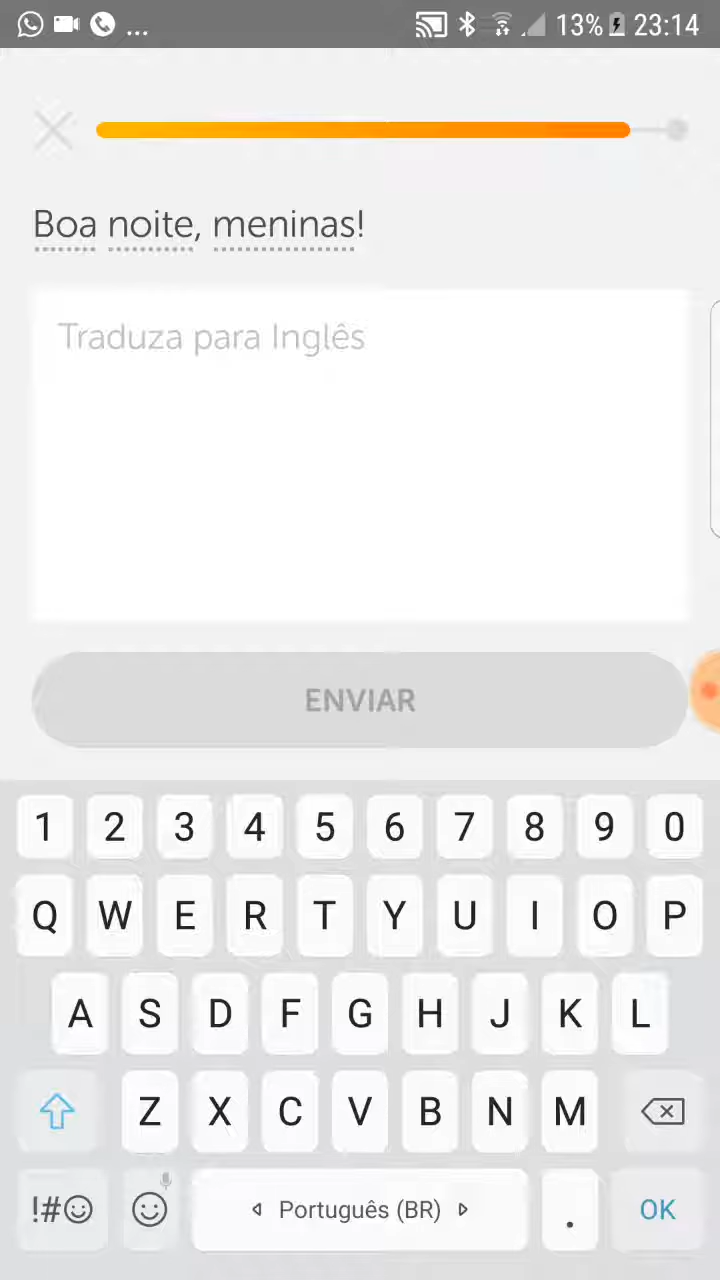 ... 13% 23:14
Boa noite, meninas!
Traduza para Inglês
ENVIAR
1 2 3 4 5 6 7 8 9 0
Q W E R T Y U I O P
A S D F G H J K L
Z X C V B N M
!#☺ Português (BR) . OK